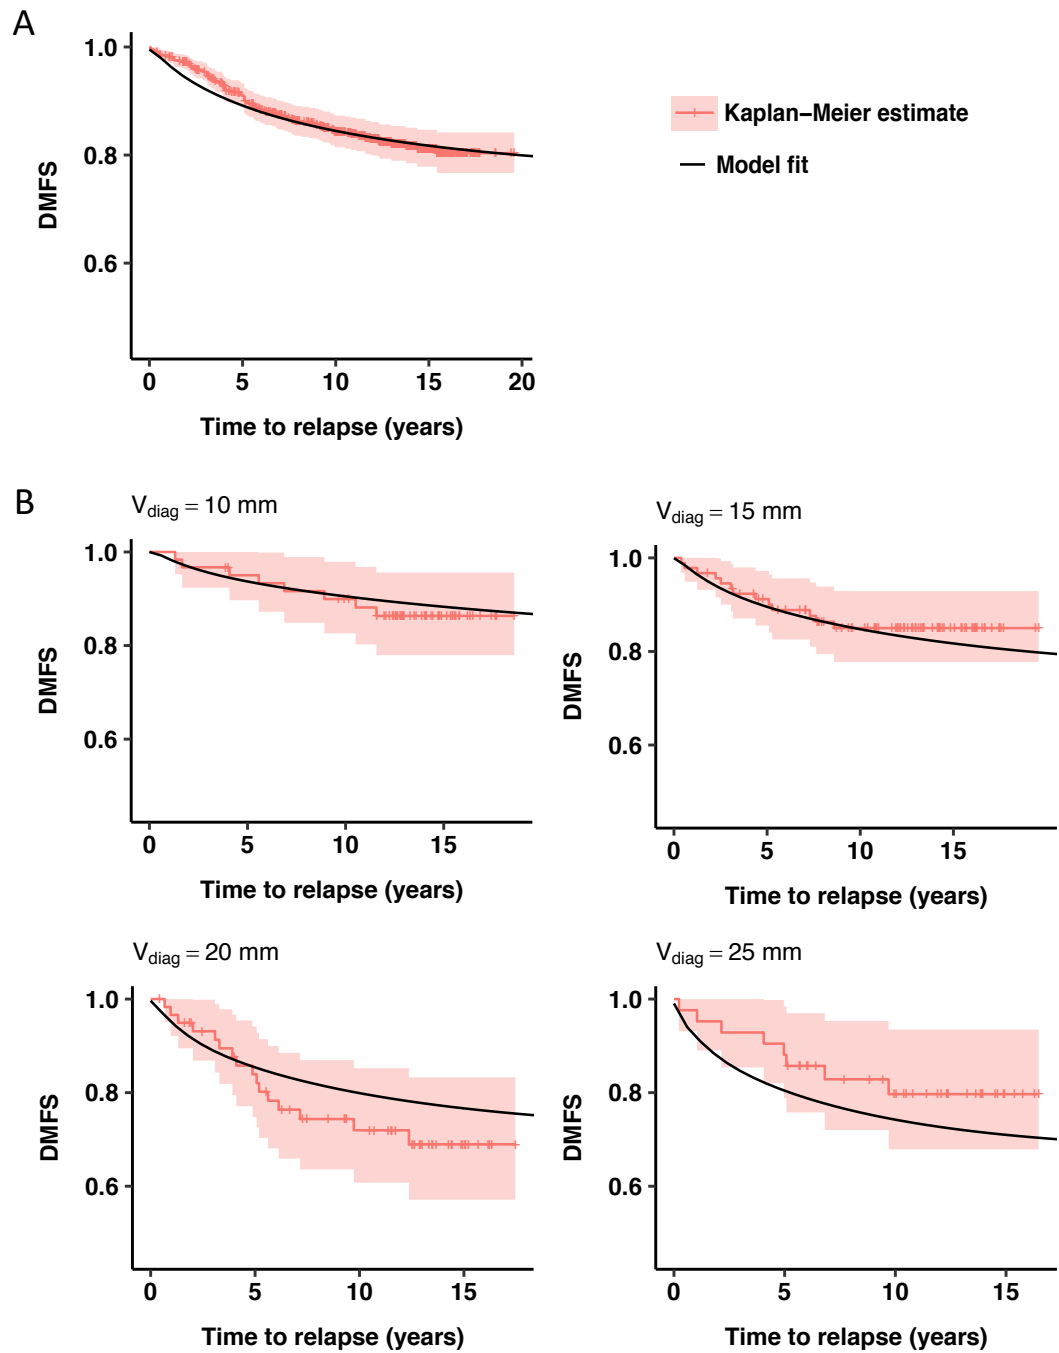 A
1.0
0.8
0.6
DMFS
0 5 10 15 20
Time to relapse (years)
Kaplan−Meier estimate
Model fit
B
Vdiag = 10 mm
1.0
0.8
0.6
DMFS
0 5 10 15
Time to relapse (years)
Vdiag = 15 mm
1.0
0.8
0.6
DMFS
0 5 10 15
Time to relapse (years)
Vdiag = 20 mm
1.0
0.8
0.6
DMFS
0 5 10 15
Time to relapse (years)
Vdiag = 25 mm
1.0
0.8
0.6
DMFS
0 5 10 15
Time to relapse (years)